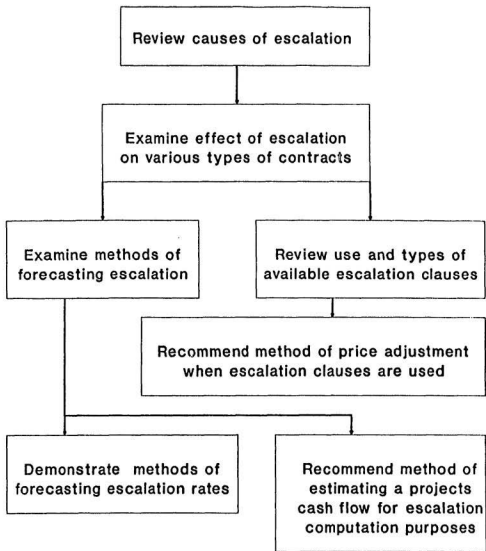 Review causes of escalation
Examine effect of escalation
on various types of contracts
Examine methods of
forecasting escalation
Review use and types of
available escalation clauses
Recommend method of price adjustment
when escalation clauses are used
Demonstrate methods of
forecasting escalation rates
Recommend method of
estimating a projects
cash flow for escalation
computation purposes